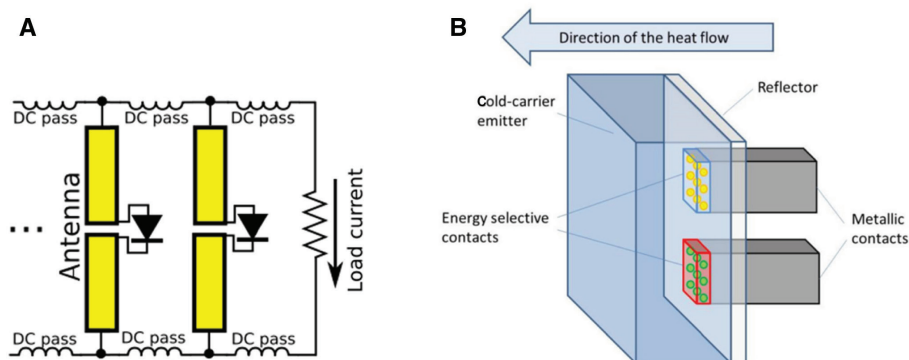 A
DC pass
DC pass
DC pass
Antenna
...
Load current
DC pass
DC pass
DC pass
B
Direction of the heat flow
Reflector
Cold-carrier
emitter
Energy selective
contacts
Metallic
contacts